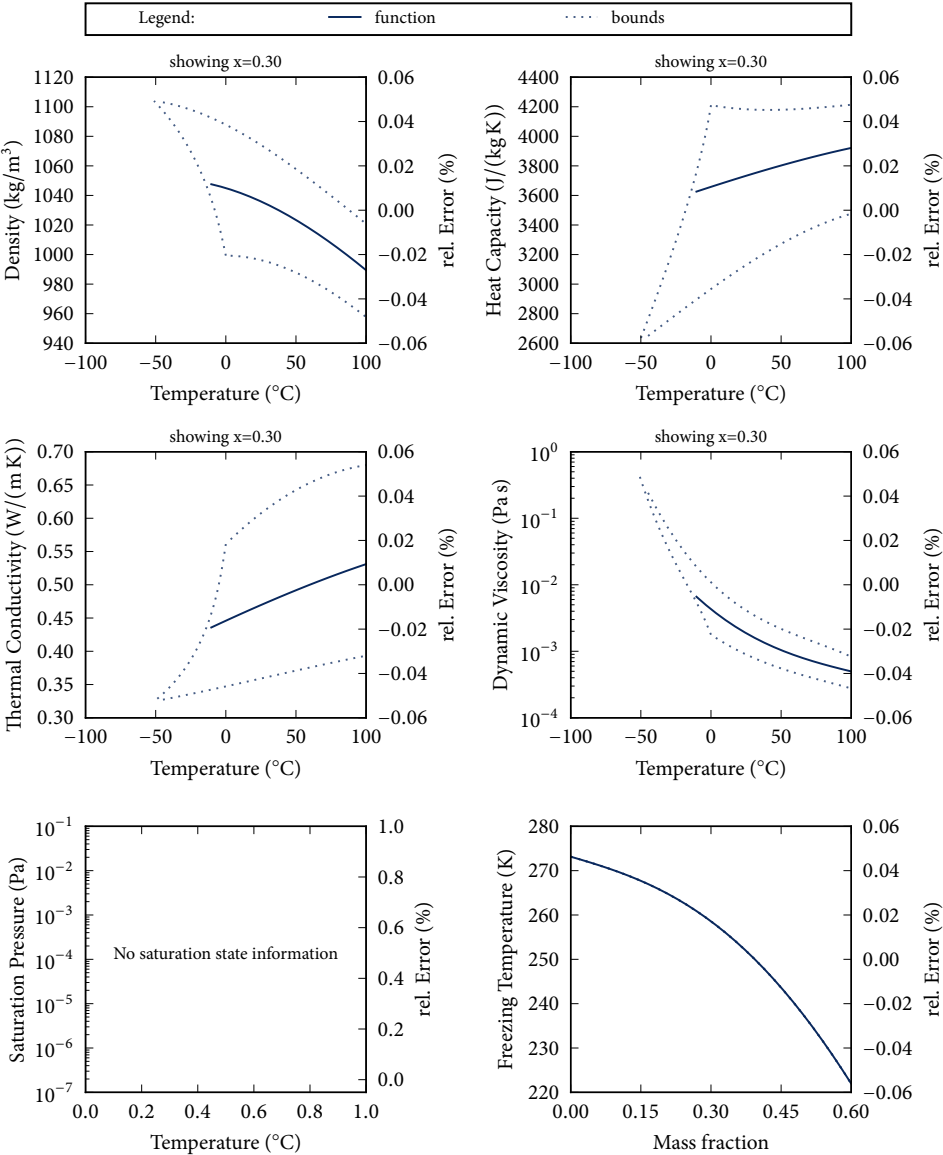 Legend: function bounds
showing x=0.30
1120
1100
1080
1060
1040
1020
1000
980
960
940
Density (kg/m³)
0.06
0.04
0.02
0.00
−0.02
−0.04
−0.06
rel. Error (%)
−100 −50 0 50 100
Temperature (°C)
showing x=0.30
4400
4200
4000
3800
3600
3400
3200
3000
2800
2600
Heat Capacity (J/(kg K))
0.06
0.04
0.02
0.00
−0.02
−0.04
−0.06
rel. Error (%)
−100 −50 0 50 100
Temperature (°C)
showing x=0.30
0.70
0.65
0.60
0.55
0.50
0.45
0.40
0.35
0.30
Thermal Conductivity (W/(m K))
0.06
0.04
0.02
0.00
−0.02
−0.04
−0.06
rel. Error (%)
−100 −50 0 50 100
Temperature (°C)
showing x=0.30
10⁰
10⁻¹
10⁻²
10⁻³
10⁻⁴
Dynamic Viscosity (Pa s)
0.06
0.04
0.02
0.00
−0.02
−0.04
−0.06
rel. Error (%)
−100 −50 0 50 100
Temperature (°C)
10⁻¹
10⁻²
10⁻³
10⁻⁴
10⁻⁵
10⁻⁶
10⁻⁷
Saturation Pressure (Pa)
No saturation state information
1.0
0.8
0.6
0.4
0.2
0.0
rel. Error (%)
0.0 0.2 0.4 0.6 0.8 1.0
Temperature (°C)
280
270
260
250
240
230
220
Freezing Temperature (K)
0.06
0.04
0.02
0.00
−0.02
−0.04
−0.06
rel. Error (%)
0.00 0.15 0.30 0.45 0.60
Mass fraction